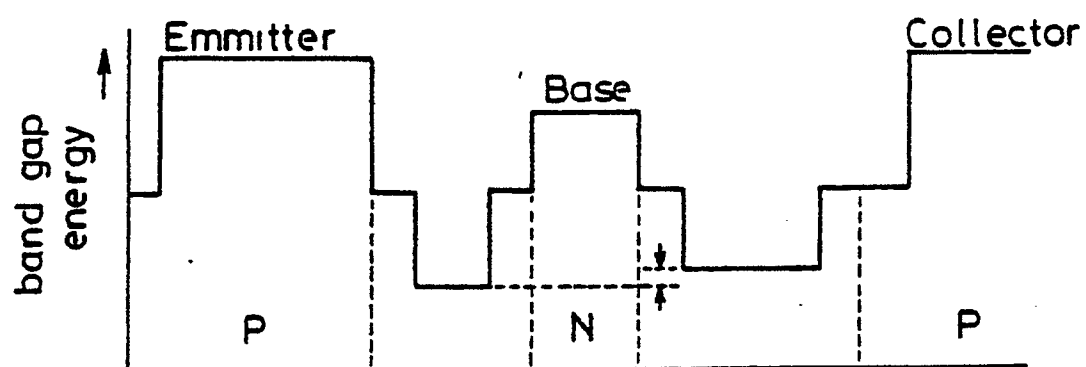 Emmitter
Collector
Base
band gap
energy
P
N
P